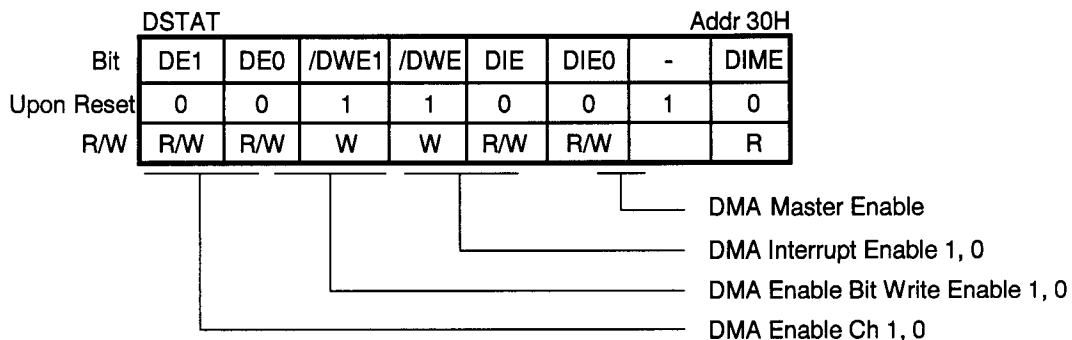 DSTAT Addr 30H
Bit DE1 DE0 /DWE1 /DWE DIE DIE0 - DIME
Upon Reset 0 0 1 1 0 0 1 0
R/W R/W R/W W W R/W R/W R
DMA Master Enable
DMA Interrupt Enable 1, 0
DMA Enable Bit Write Enable 1, 0
DMA Enable Ch 1, 0